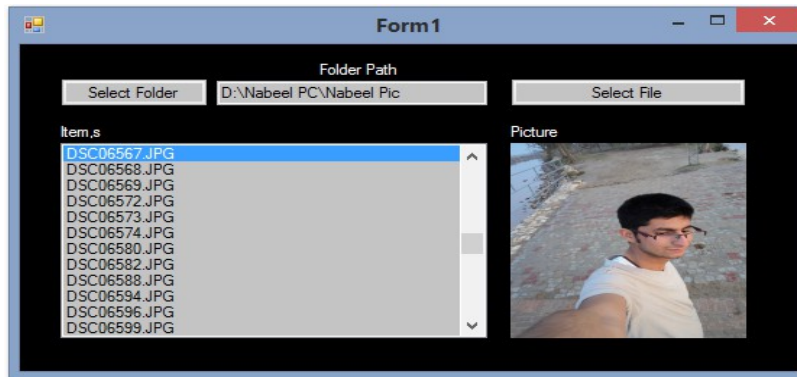 Form1
Folder Path
Select Folder
D:\Nabeel PC\Nabeel Pic
Select File
Item,s
Picture
DSC06567.JPG
DSC06568.JPG
DSC06569.JPG
DSC06572.JPG
DSC06573.JPG
DSC06574.JPG
DSC06580.JPG
DSC06582.JPG
DSC06588.JPG
DSC06594.JPG
DSC06596.JPG
DSC06599.JPG